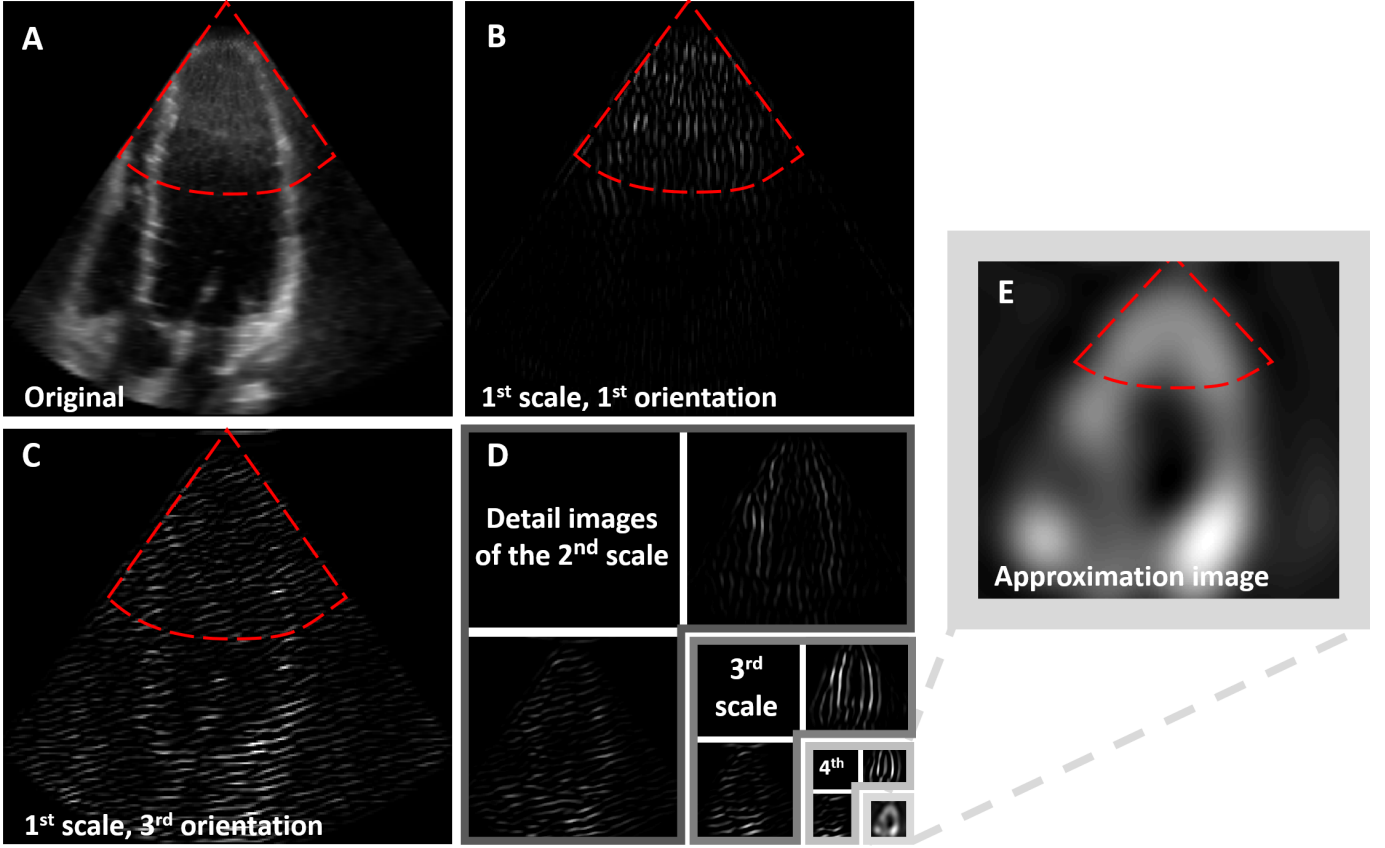 A
Original
B
1st scale, 1st orientation
C
1st scale, 3rd orientation
D
Detail images
of the 2nd scale
3rd
scale
4th
E
Approximation image